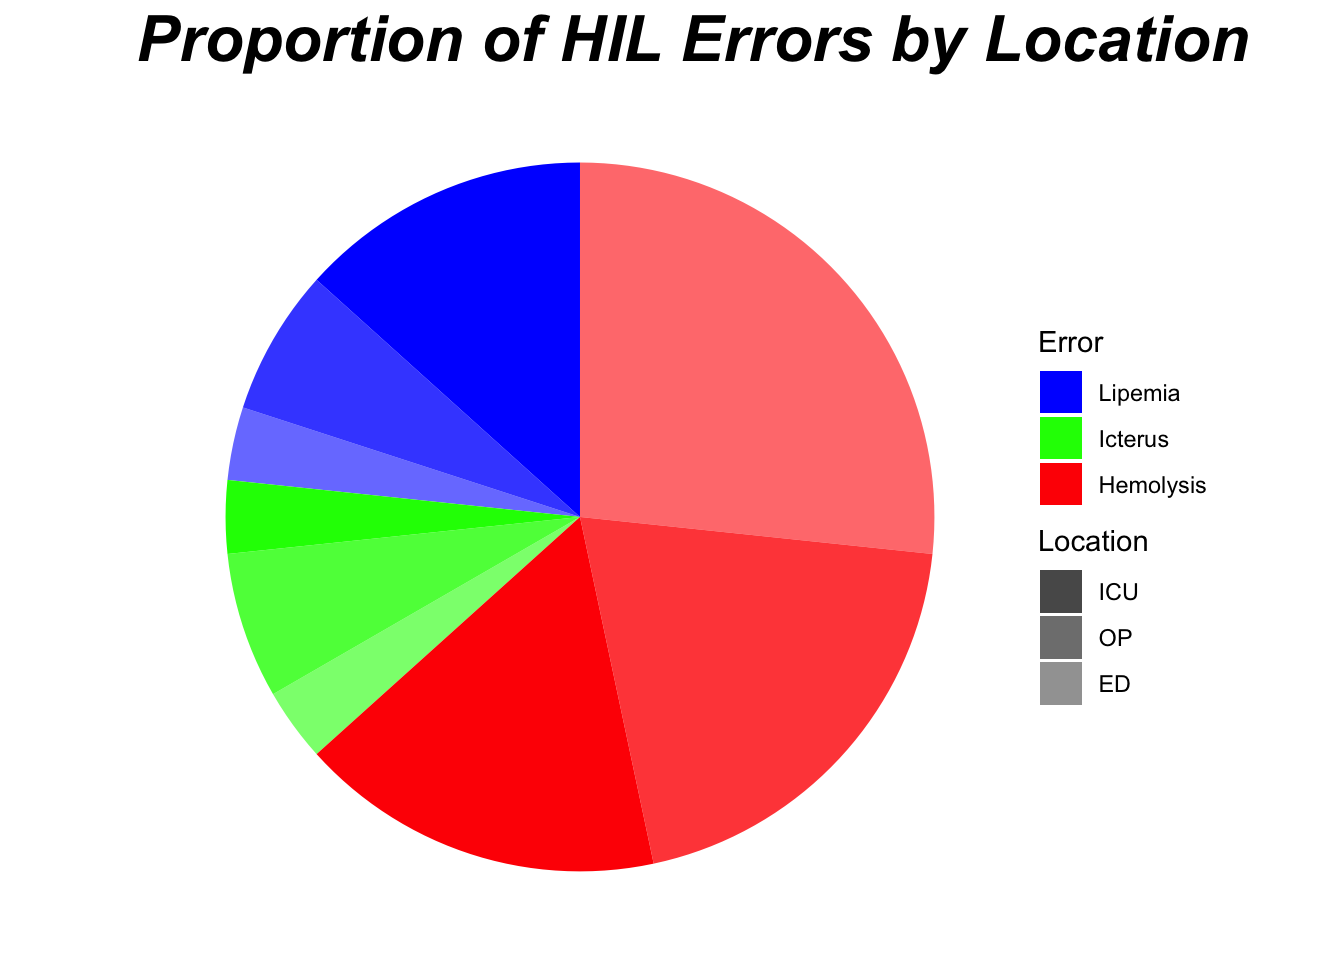 Proportion of HIL Errors by Location
Error
Lipemia
Icterus
Hemolysis
Location
ICU
OP
ED